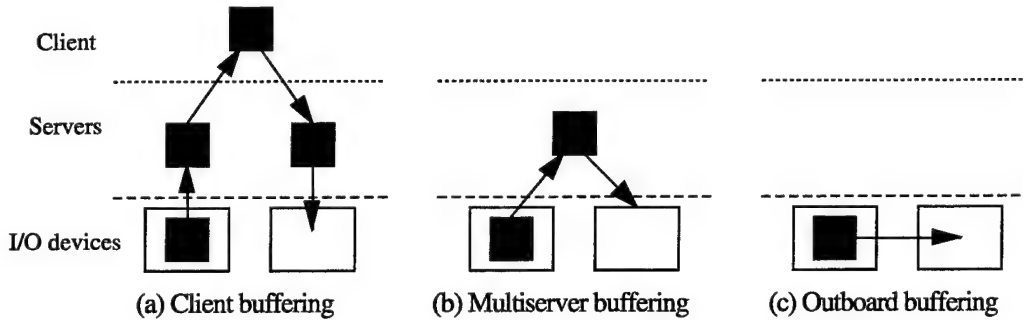 Client
Servers
I/O devices
(a) Client buffering
(b) Multiserver buffering
(c) Outboard buffering